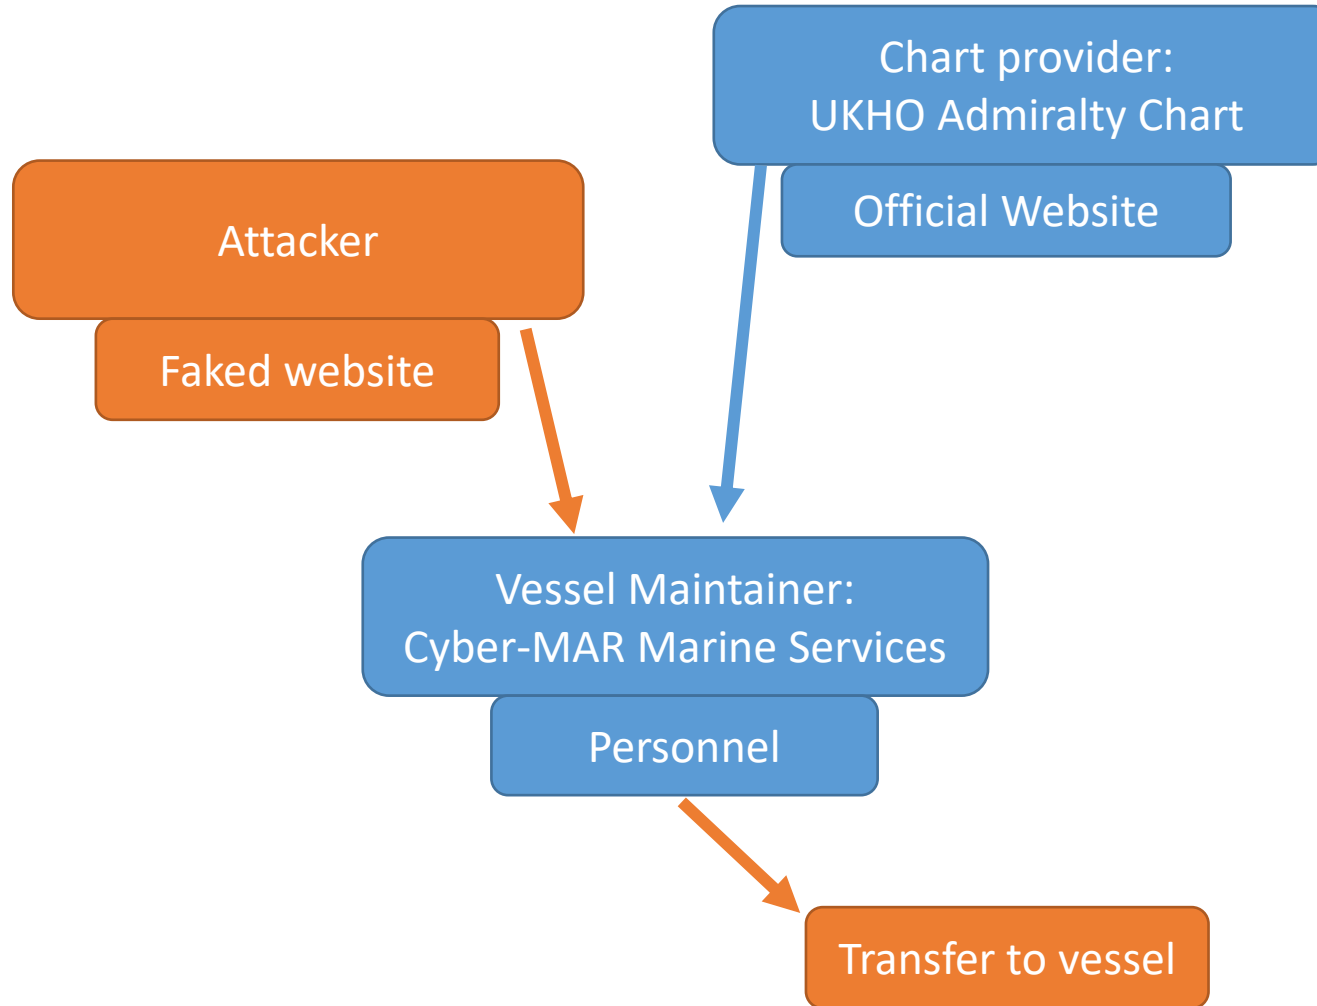 Chart provider:
UKHO Admiralty Chart
Official Website
Attacker
Faked website
Vessel Maintainer:
Cyber-MAR Marine Services
Personnel
Transfer to vessel